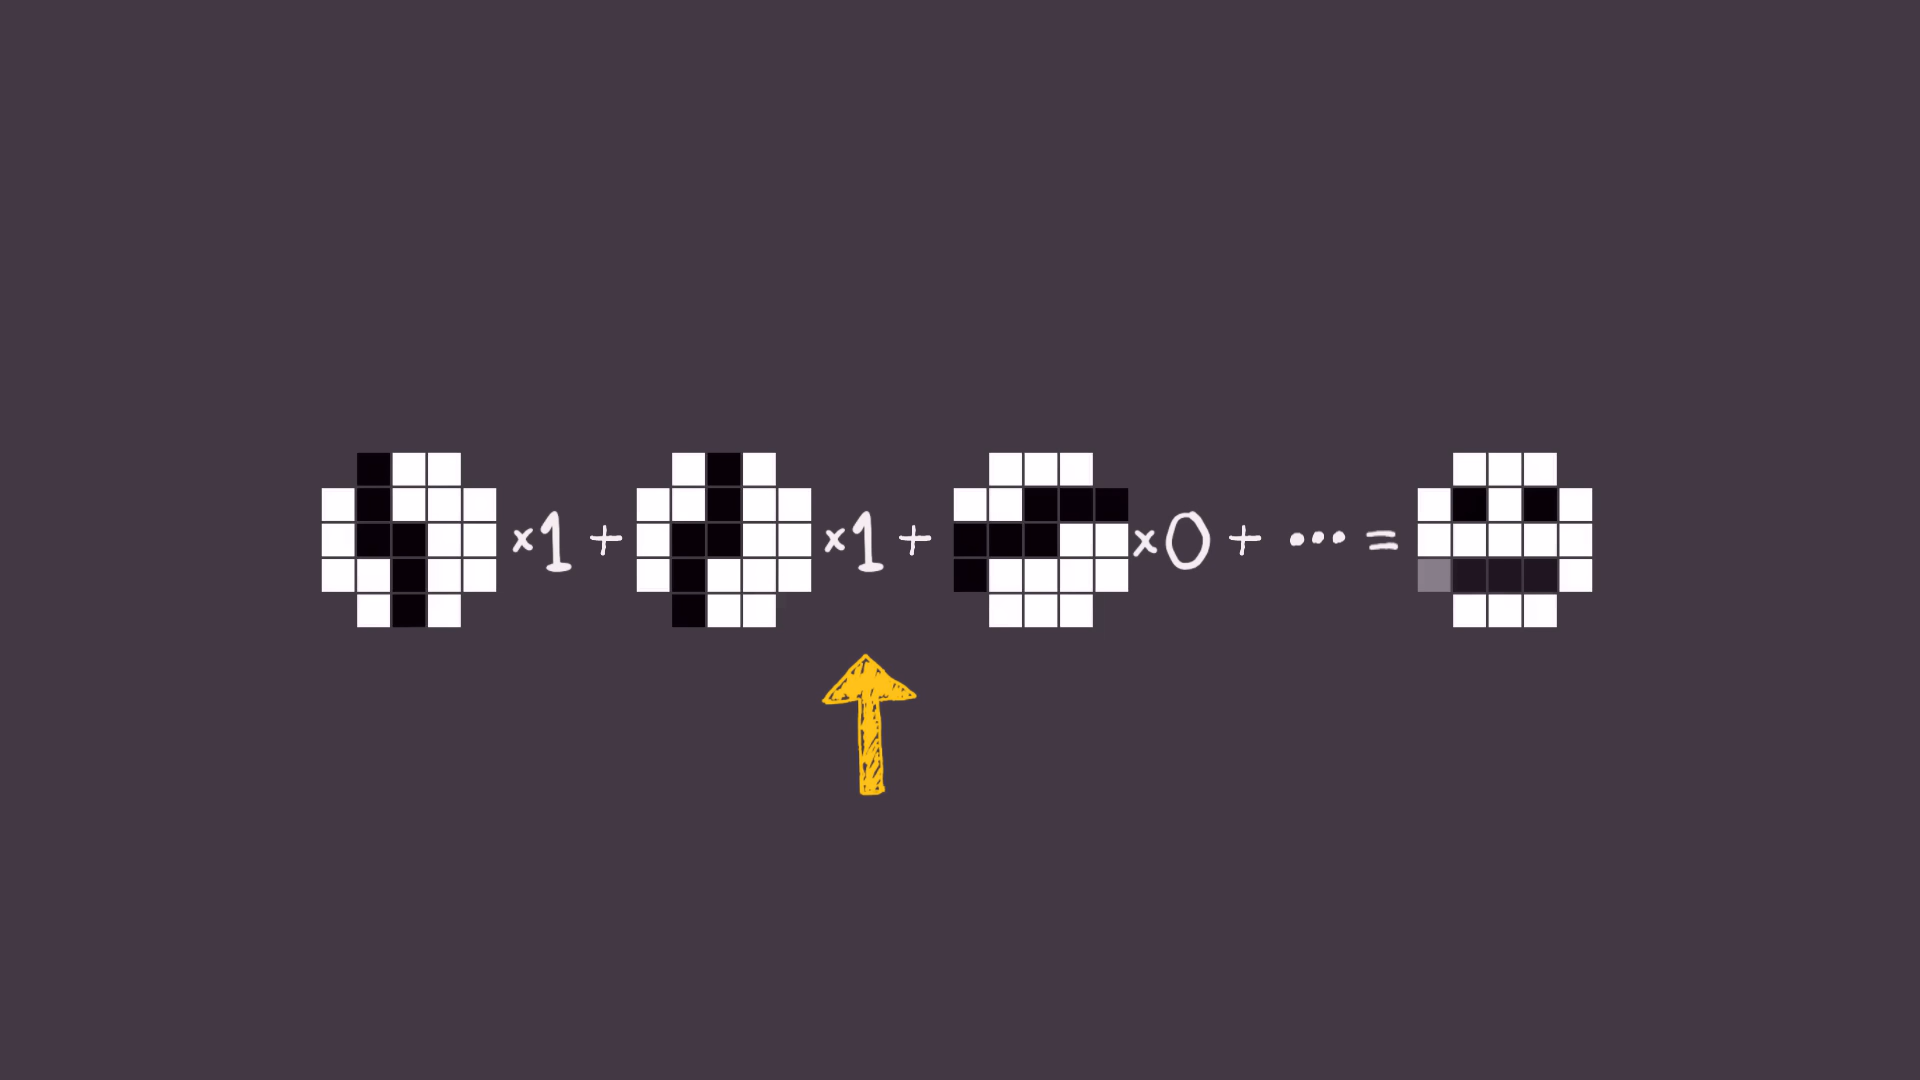 ×1 + ×1 + ×0 + ... =